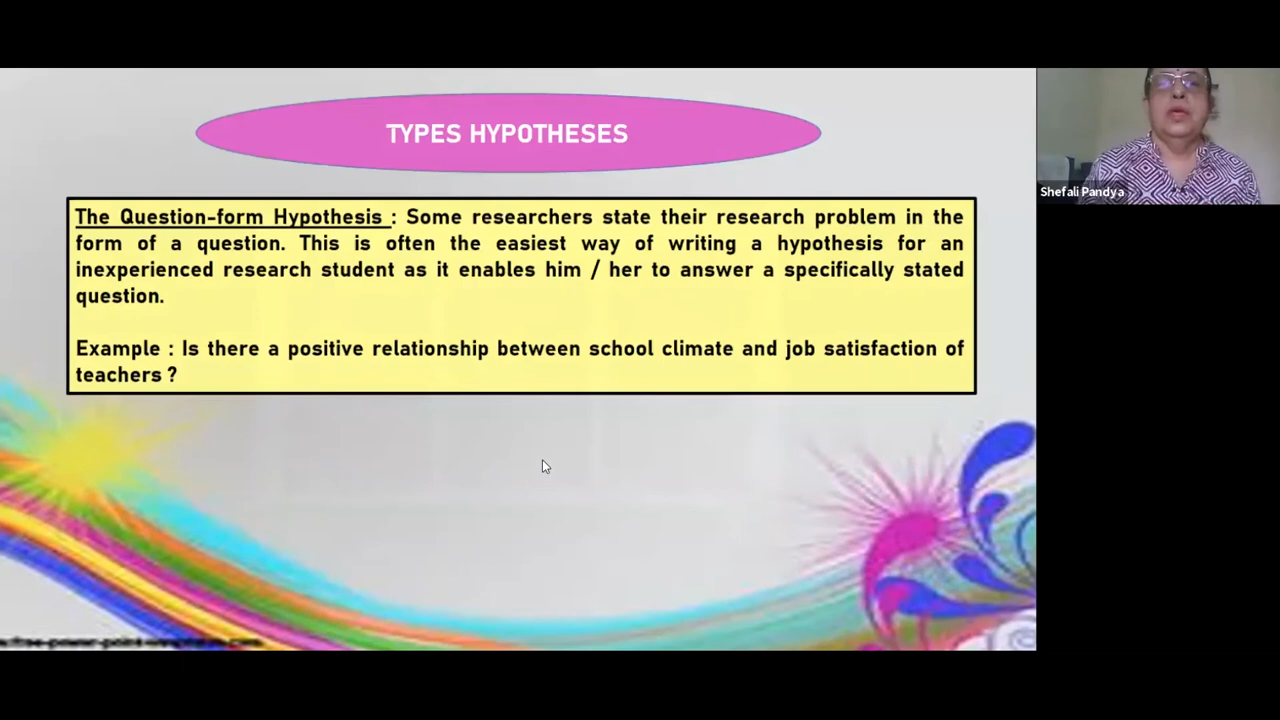 TYPES HYPOTHESES
The Question-form Hypothesis : Some researchers state their research problem in the
form of a question. This is often the easiest way of writing a hypothesis for an
inexperienced research student as it enables him / her to answer a specifically stated
question.
Example : Is there a positive relationship between school climate and job satisfaction of
teachers ?
Shefali Pandya